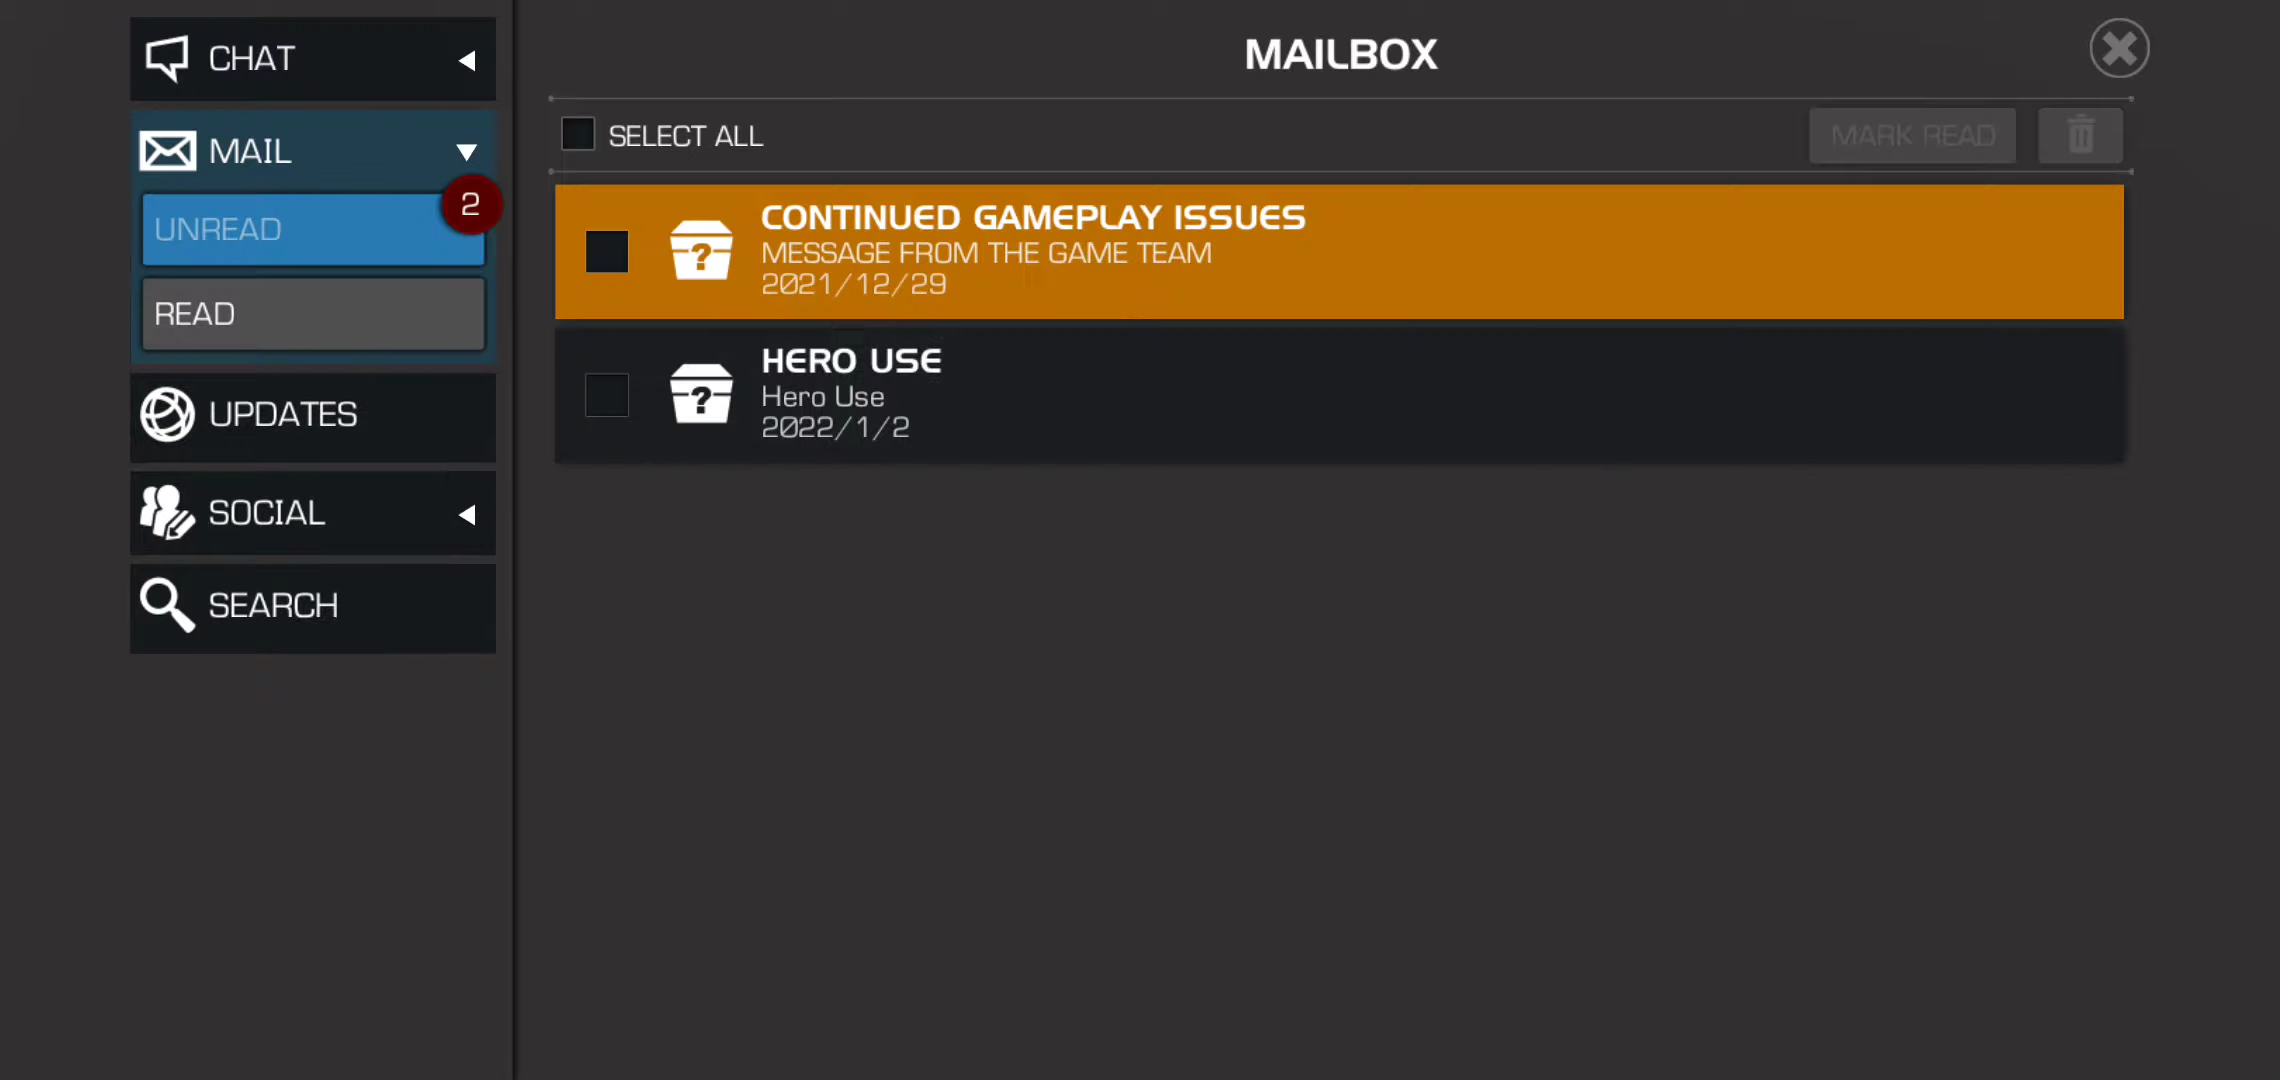 CHAT
MAIL
2
UNREAD
READ
UPDATES
SOCIAL
SEARCH
MAILBOX
SELECT ALL
MARK READ
CONTINUED GAMEPLAY ISSUES
MESSAGE FROM THE GAME TEAM
2021/12/29
HERO USE
Hero Use
2022/1/2